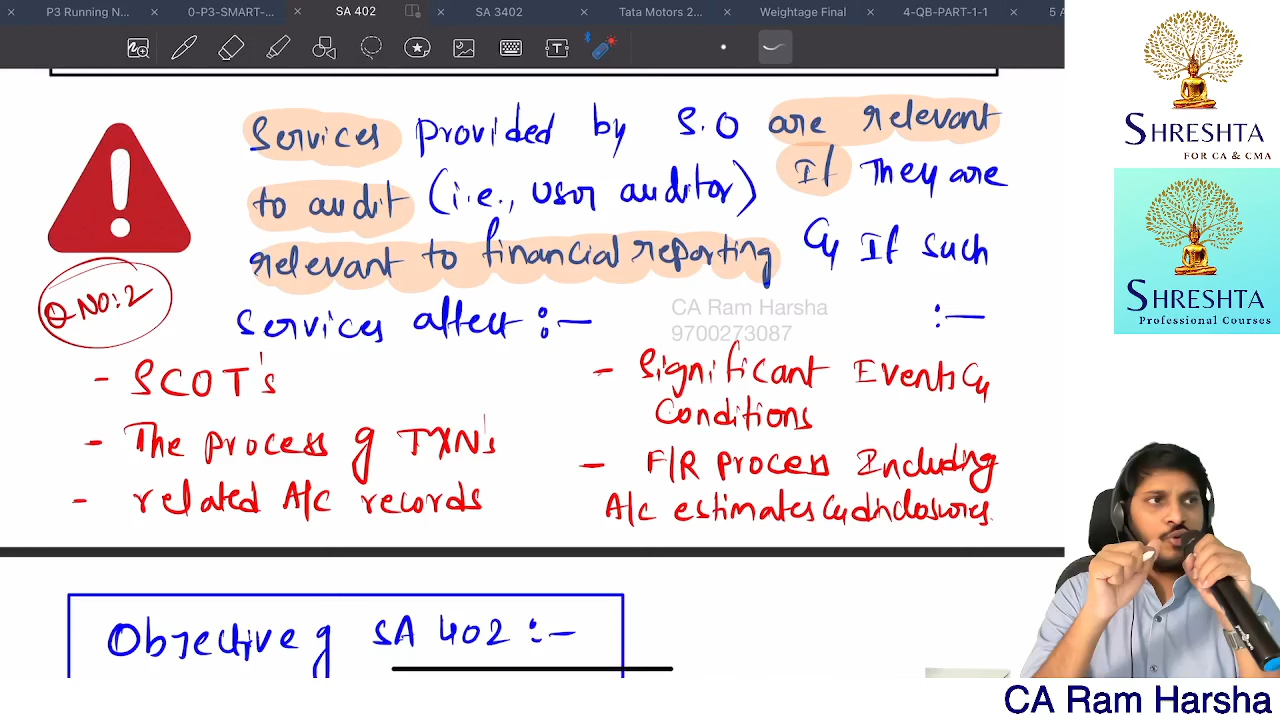 P3 Running N...
0-P3-SMART-...
SA 402
SA 3402
Tata Motors 2...
Weightage Final
4-QB-PART-1-1
5 A
Services provided by S.O are relevant
If They are
to audit (i.e., user auditor)
relevant to financial reporting & If such
Services affect :-
:-
Q NO:2
CA Ram Harsha
9700273087
- SCOT's
- The process of TXN's
- related A/c records
- Significant Events &
Conditions
- F/R process Including
A/c estimates & disclosures.
Objective of SA 402 :-
SHRESHTA
FOR CA & CMA
SHRESHTA
Professional Courses
CA Ram Harsha